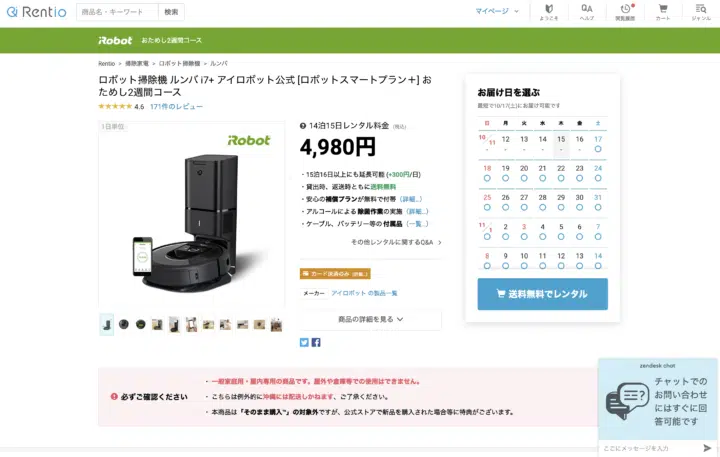 Rentio
商品名・キーワード
検索
マイページ
ようこそ
ヘルプ
閲覧履歴
カート
ジャンル
iRobot おためし2週間コース
Rentio > 掃除家電 > ロボット掃除機 > ルンバ
ロボット掃除機 ルンバ i7+ アイロボット公式 [ロボットスマートプラン+] お
ためし2週間コース
★★★★★ 4.6 171件のレビュー
1日単位
iRobot
14泊15日レンタル料金 (税込)
4,980円
・15泊16日以上にも延長可能 (+300円/日)
・貸出時、返送時ともに送料無料
・安心の補償プランが無料で付帯 (詳細...)
・アルコールによる 除菌作業の実施 (詳細...)
・ケーブル、バッテリー等の 付属品 (一覧...)
その他レンタルに関するQ&A >
カード決済のみ
メーカー アイロボット の製品一覧
商品の詳細を見る
お届け日を選ぶ
最短で10/17(土)にお届け可能です
日 月 火 水 木 金 土
10/11 12 13 14 15 16 17
18 19 20 21 22 23 24
25 26 27 28 29 30 31
11/1 2 3 4 5 6 7
8 9 10 11 12 13 14
送料無料でレンタル
必ずご確認ください
・一般家庭用・屋内専用の商品です。屋外や倉庫等での使用はできません。
・こちらは例外的に沖縄には配送しかねます、ご了承ください。
・本商品は「そのまま購入™」の対象外ですが、公式ストアで新品を購入された場合等に特典がございます。
zendesk chat
チャットでの
お問い合わせ
にはすぐに回
答可能です
ここにメッセージを入力